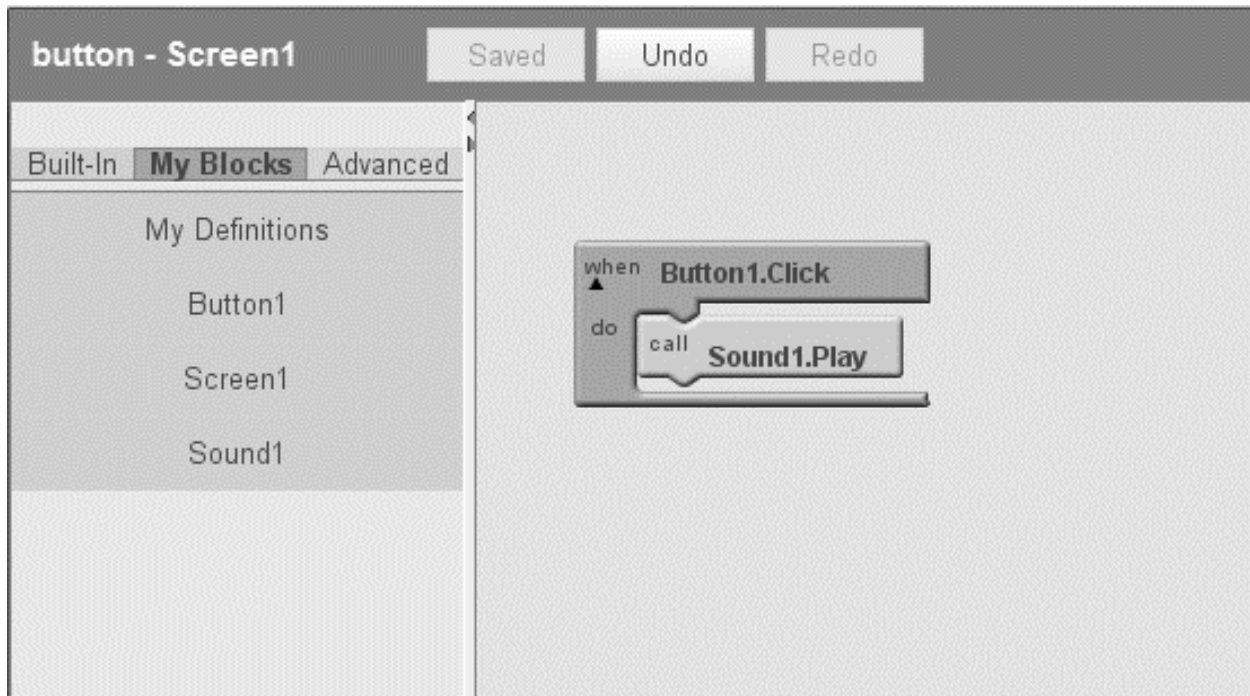 button - Screen1
Saved
Undo
Redo
Built-In
My Blocks
Advanced
My Definitions
Button1
Screen1
Sound1
when Button1.Click
do
call Sound1.Play